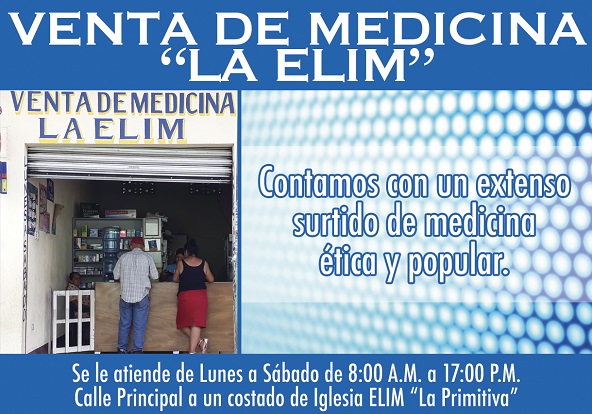 VENTA DE MEDICINA
“LA ELIM”
VENTA DE MEDICINA
LA ELIM
Contamos con un extenso
surtido de medicina
ética y popular.
Se le atiende de Lunes a Sábado de 8:00 A.M. a 17:00 P.M.
Calle Principal a un costado de Iglesia ELIM “La Primitiva”